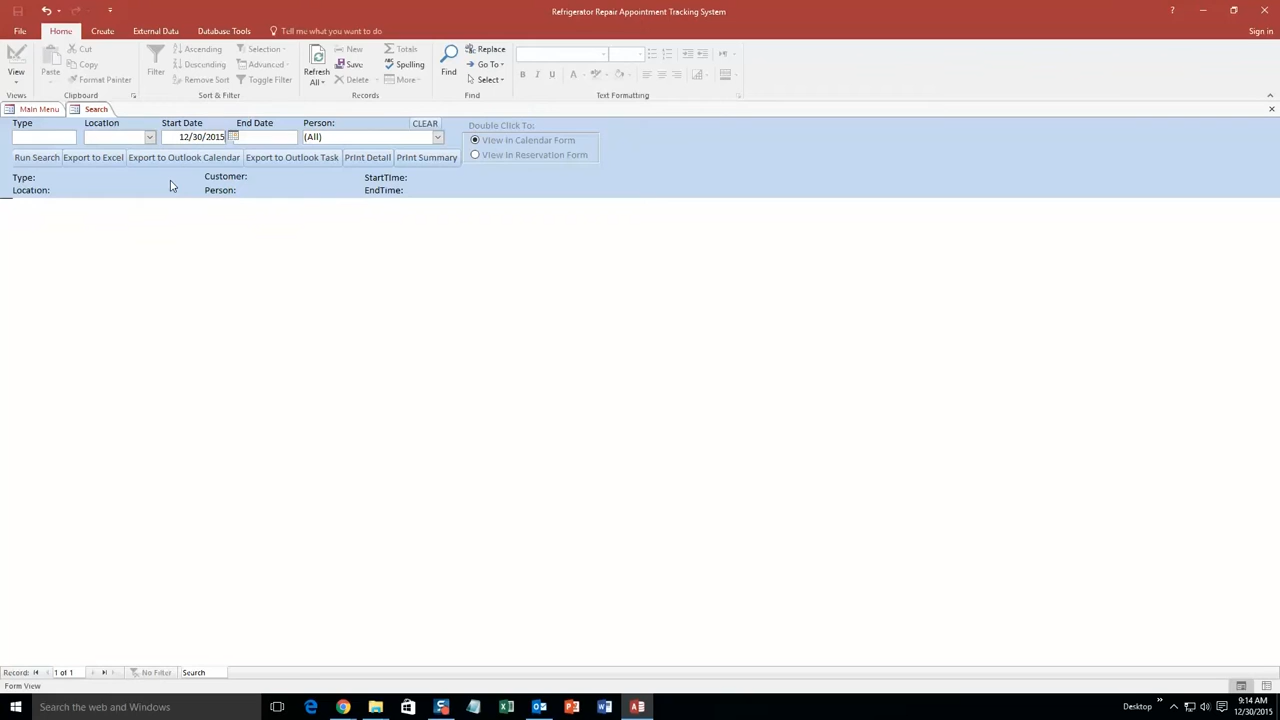 Refrigerator Repair Appointment Tracking System
? Sign in
File Home Create External Data Database Tools Tell me what you want to do
View Paste Cut Copy Format Painter
Filter Ascending Descending Remove Sort Selection Advanced Toggle Filter
Refresh All New Save Delete Totals Spelling More
Find Replace Go To Select
B I U A
Views Clipboard Sort & Filter Records Find Text Formatting
Main Menu Search
Type Location Start Date End Date Person: CLEAR Double Click To:
12/30/2015 (All) View in Calendar Form
Run Search Export to Excel Export to Outlook Calendar Export to Outlook Task Print Detail Print Summary View In Reservation Form
Type: Customer: StartTIme:
Location: Person: EndTime:
Record: 1 of 1 No Filter Search
Form View
Search the web and Windows Desktop 9:14 AM
12/30/2015